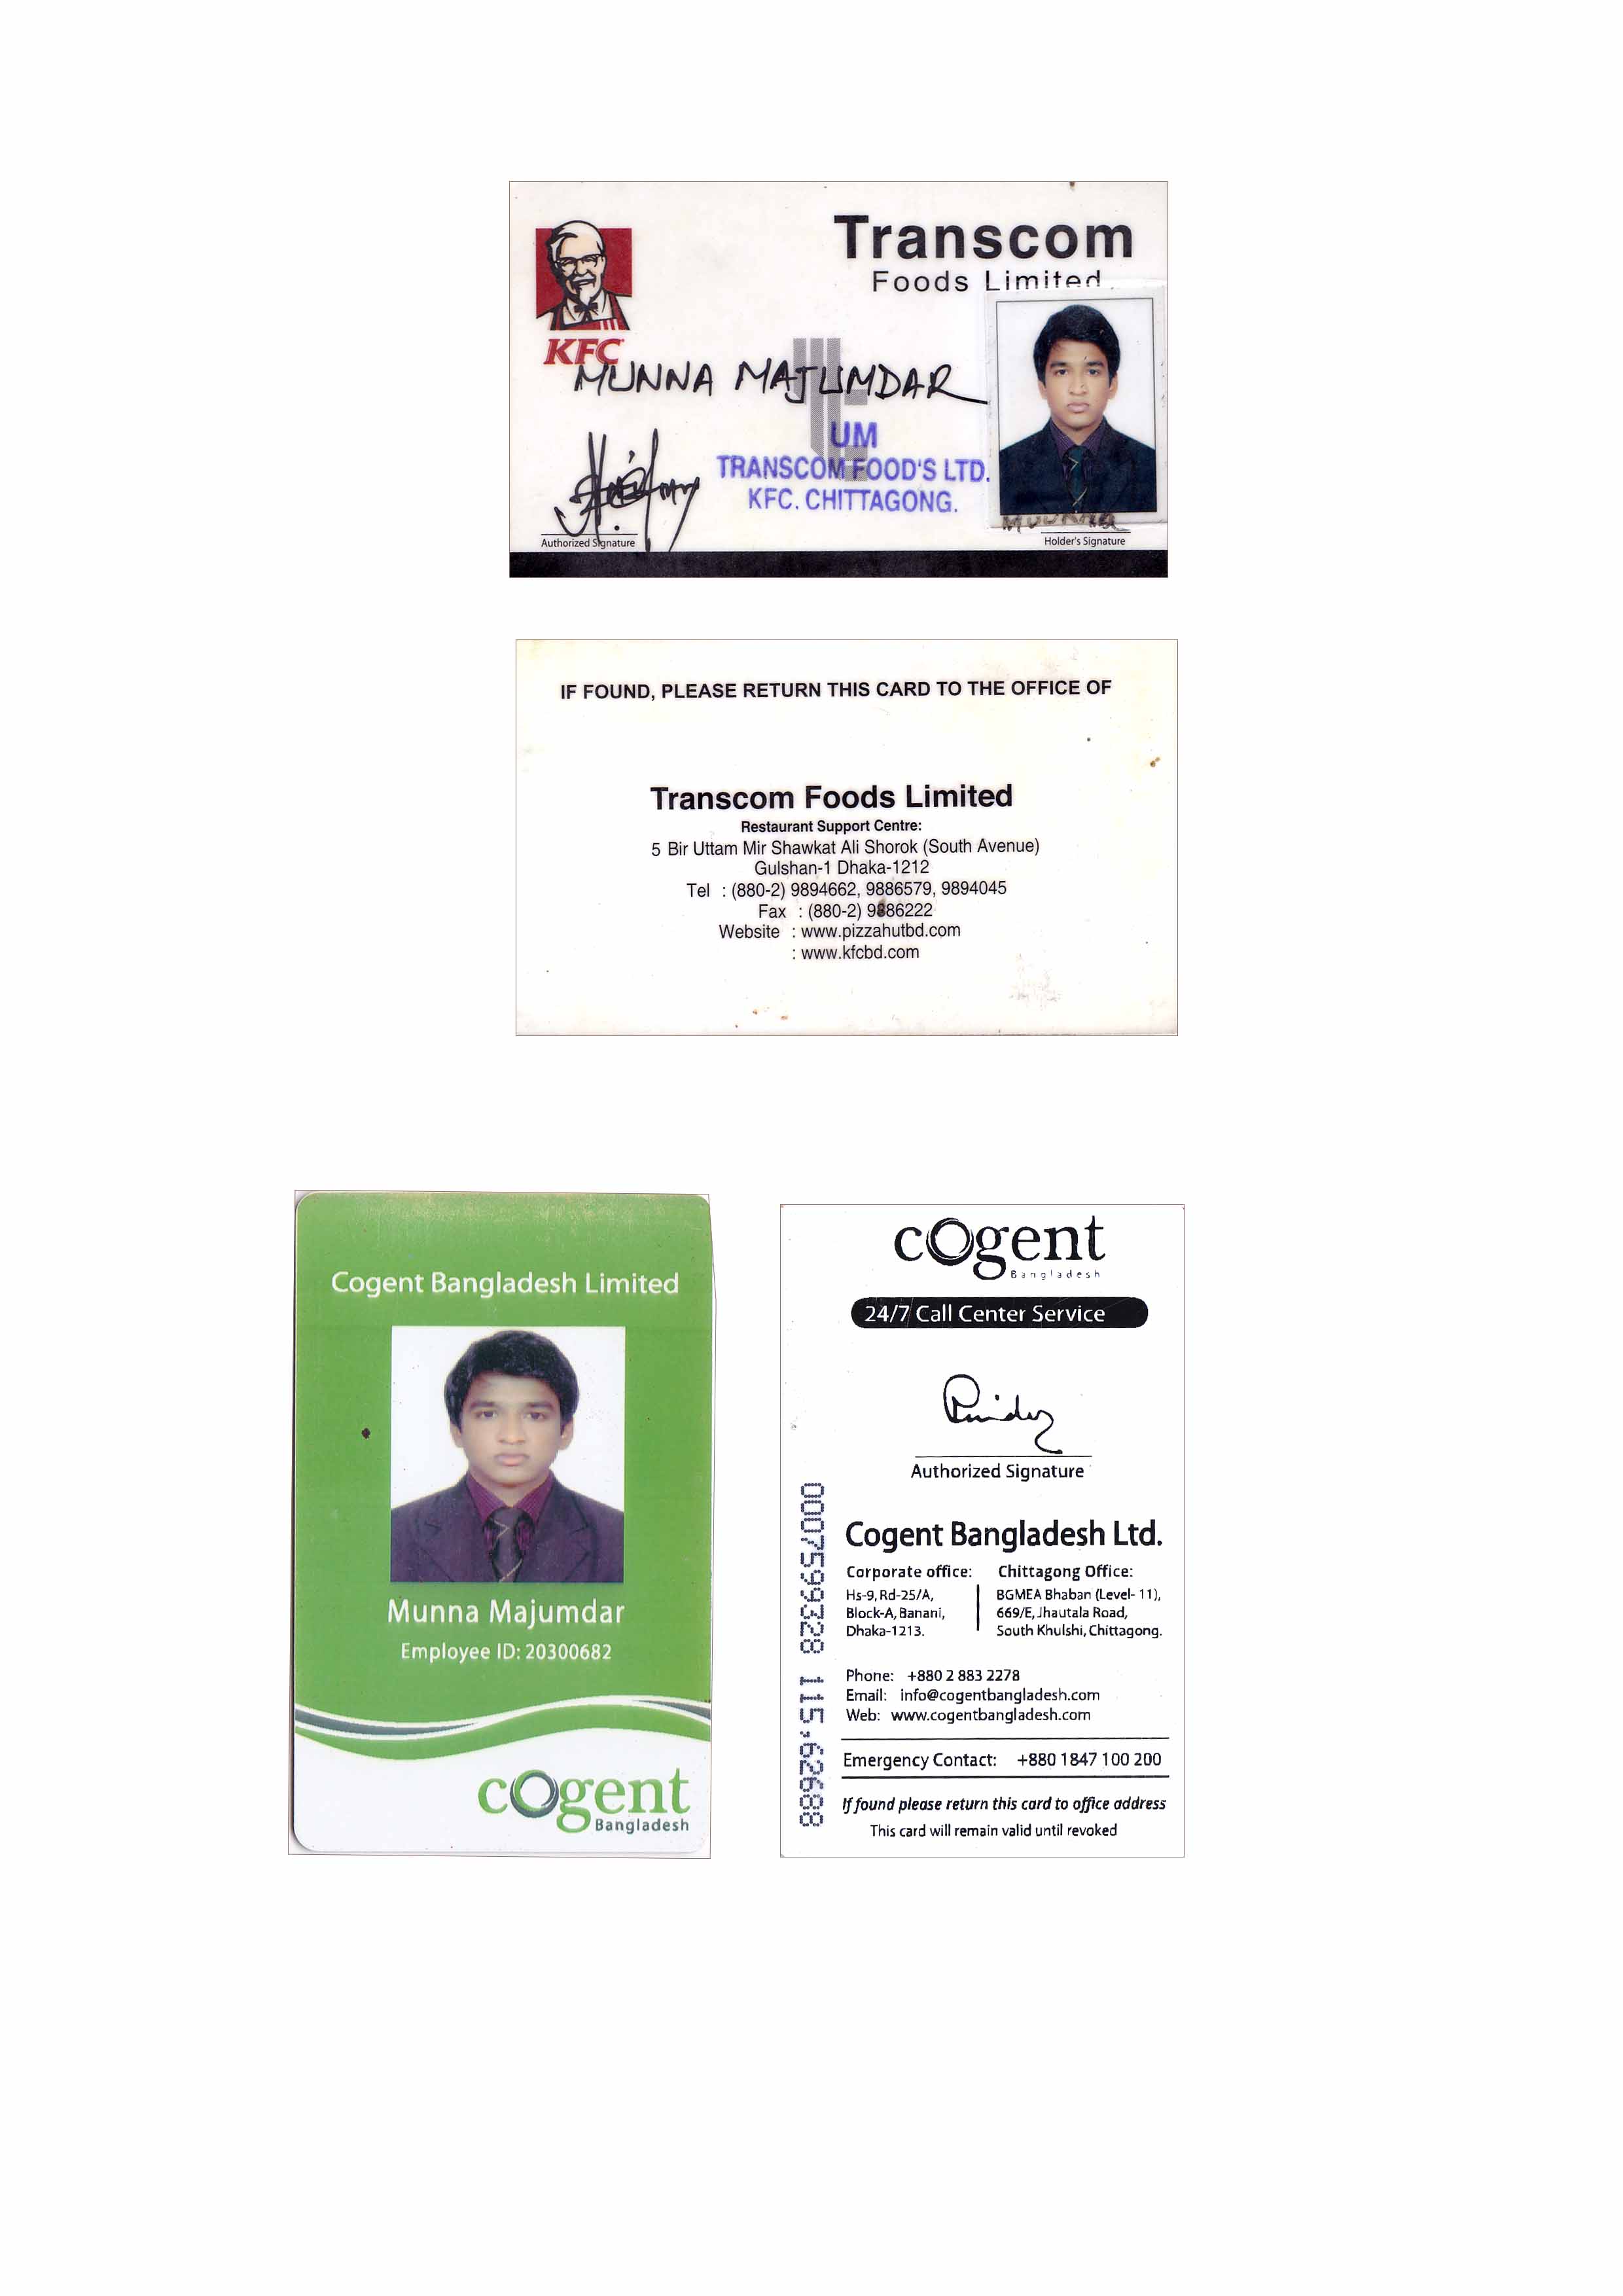 Transcom
Foods Limited
KFC
MUNNA MAJUMDAR
UM
TRANSCOM FOOD'S LTD.
KFC. CHITTAGONG.
Authorized Signature
Holder's Signature
IF FOUND, PLEASE RETURN THIS CARD TO THE OFFICE OF
Transcom Foods Limited
Restaurant Support Centre:
5 Bir Uttam Mir Shawkat Ali Shorok (South Avenue)
Gulshan-1 Dhaka-1212
Tel : (880-2) 9894662, 9886579, 9894045
Fax : (880-2) 9886222
Website : www.pizzahutbd.com
: www.kfcbd.com
Cogent Bangladesh Limited
Munna Majumdar
Employee ID: 20300682
cogent
Bangladesh
cogent
Bangladesh
24/7 Call Center Service
Authorized Signature
Cogent Bangladesh Ltd.
Corporate office:
Hs-9, Rd-25/A,
Block-A, Banani,
Dhaka-1213.
Chittagong Office:
BGMEA Bhaban (Level- 11),
669/E, Jhautala Road,
South Khulshi, Chittagong.
Phone: +880 2 883 2278
Email: info@cogentbangladesh.com
Web: www.cogentbangladesh.com
Emergency Contact: +880 1847 100 200
If found please return this card to office address
This card will remain valid until revoked
0007599328 115,62688